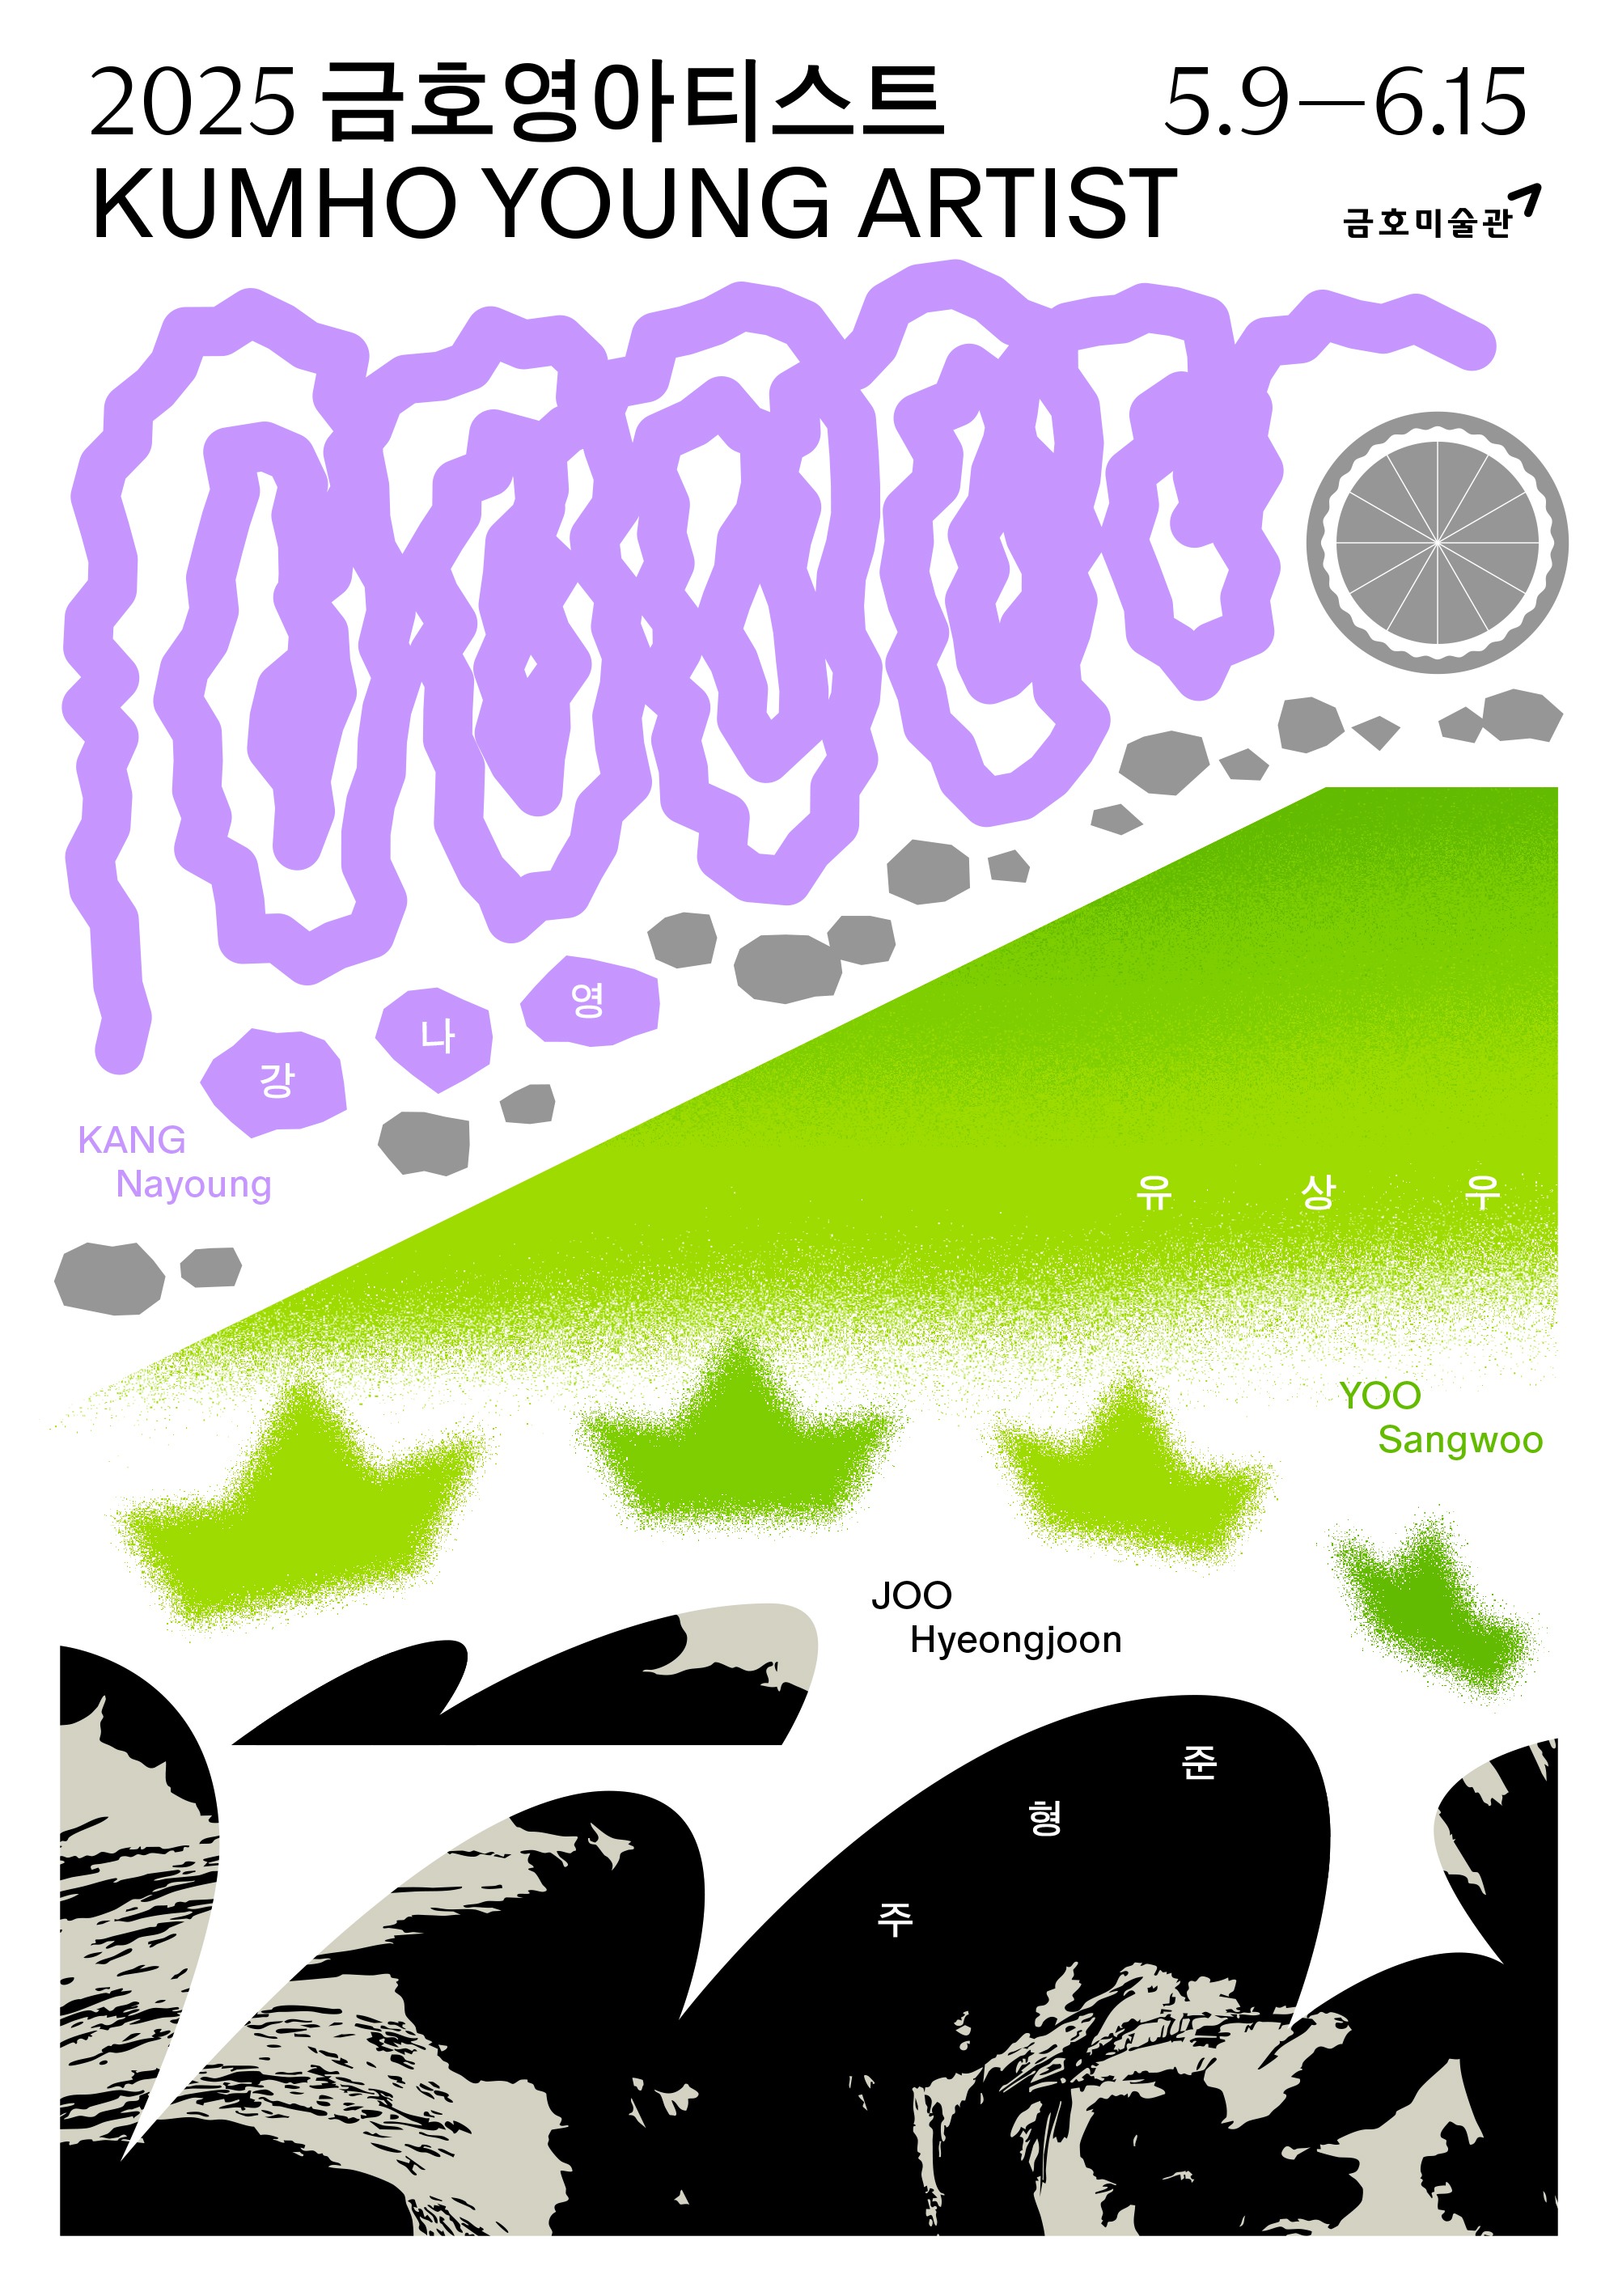 2025 금호영아티스트
5.9—6.15
KUMHO YOUNG ARTIST
금호미술관
강 나 영
KANG
Nayoung
유 상 우
YOO
Sangwoo
JOO
Hyeongjoon
주 형 준